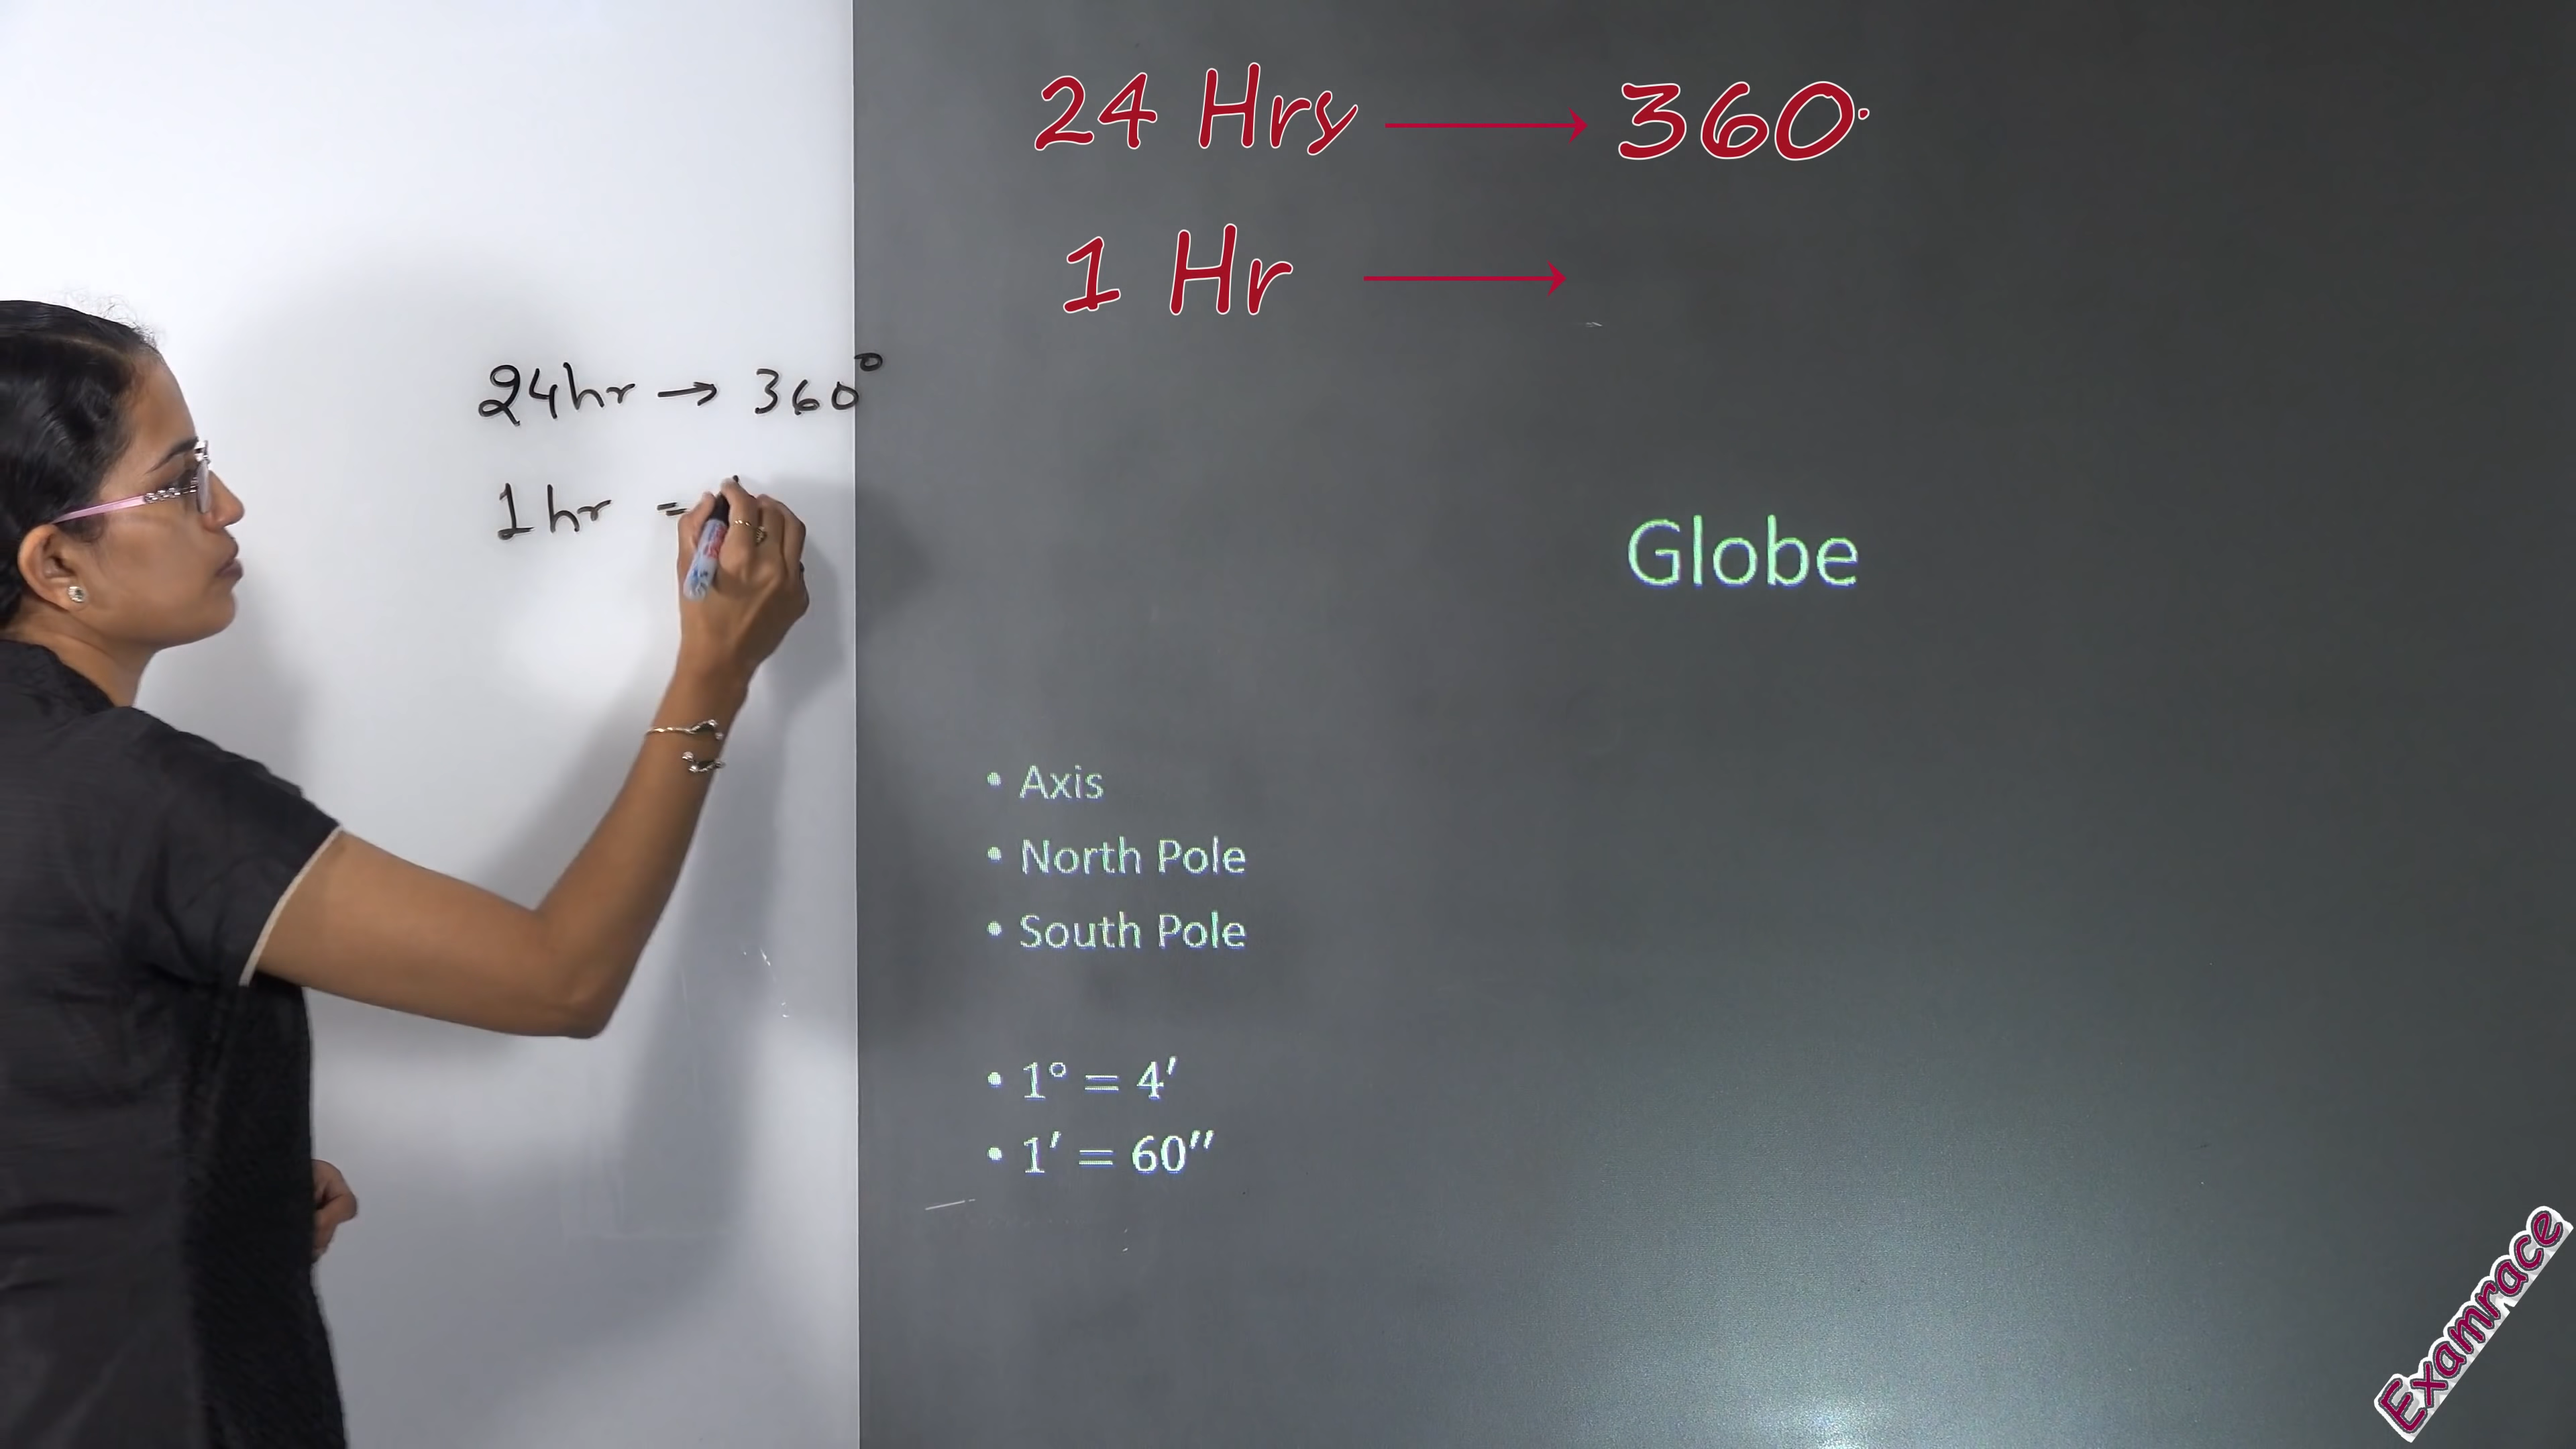 24 Hrs → 360°
1 Hr →
24hr → 360°
1hr =
Globe
• Axis
• North Pole
• South Pole
• 1° = 4′
• 1′ = 60″
Examrace